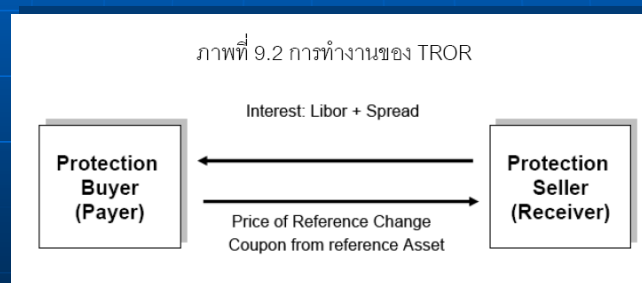 ภาพที่ 9.2 การทำงานของ TROR
Interest: Libor + Spread
Protection
Buyer
(Payer)
Protection
Seller
(Receiver)
Price of Reference Change
Coupon from reference Asset